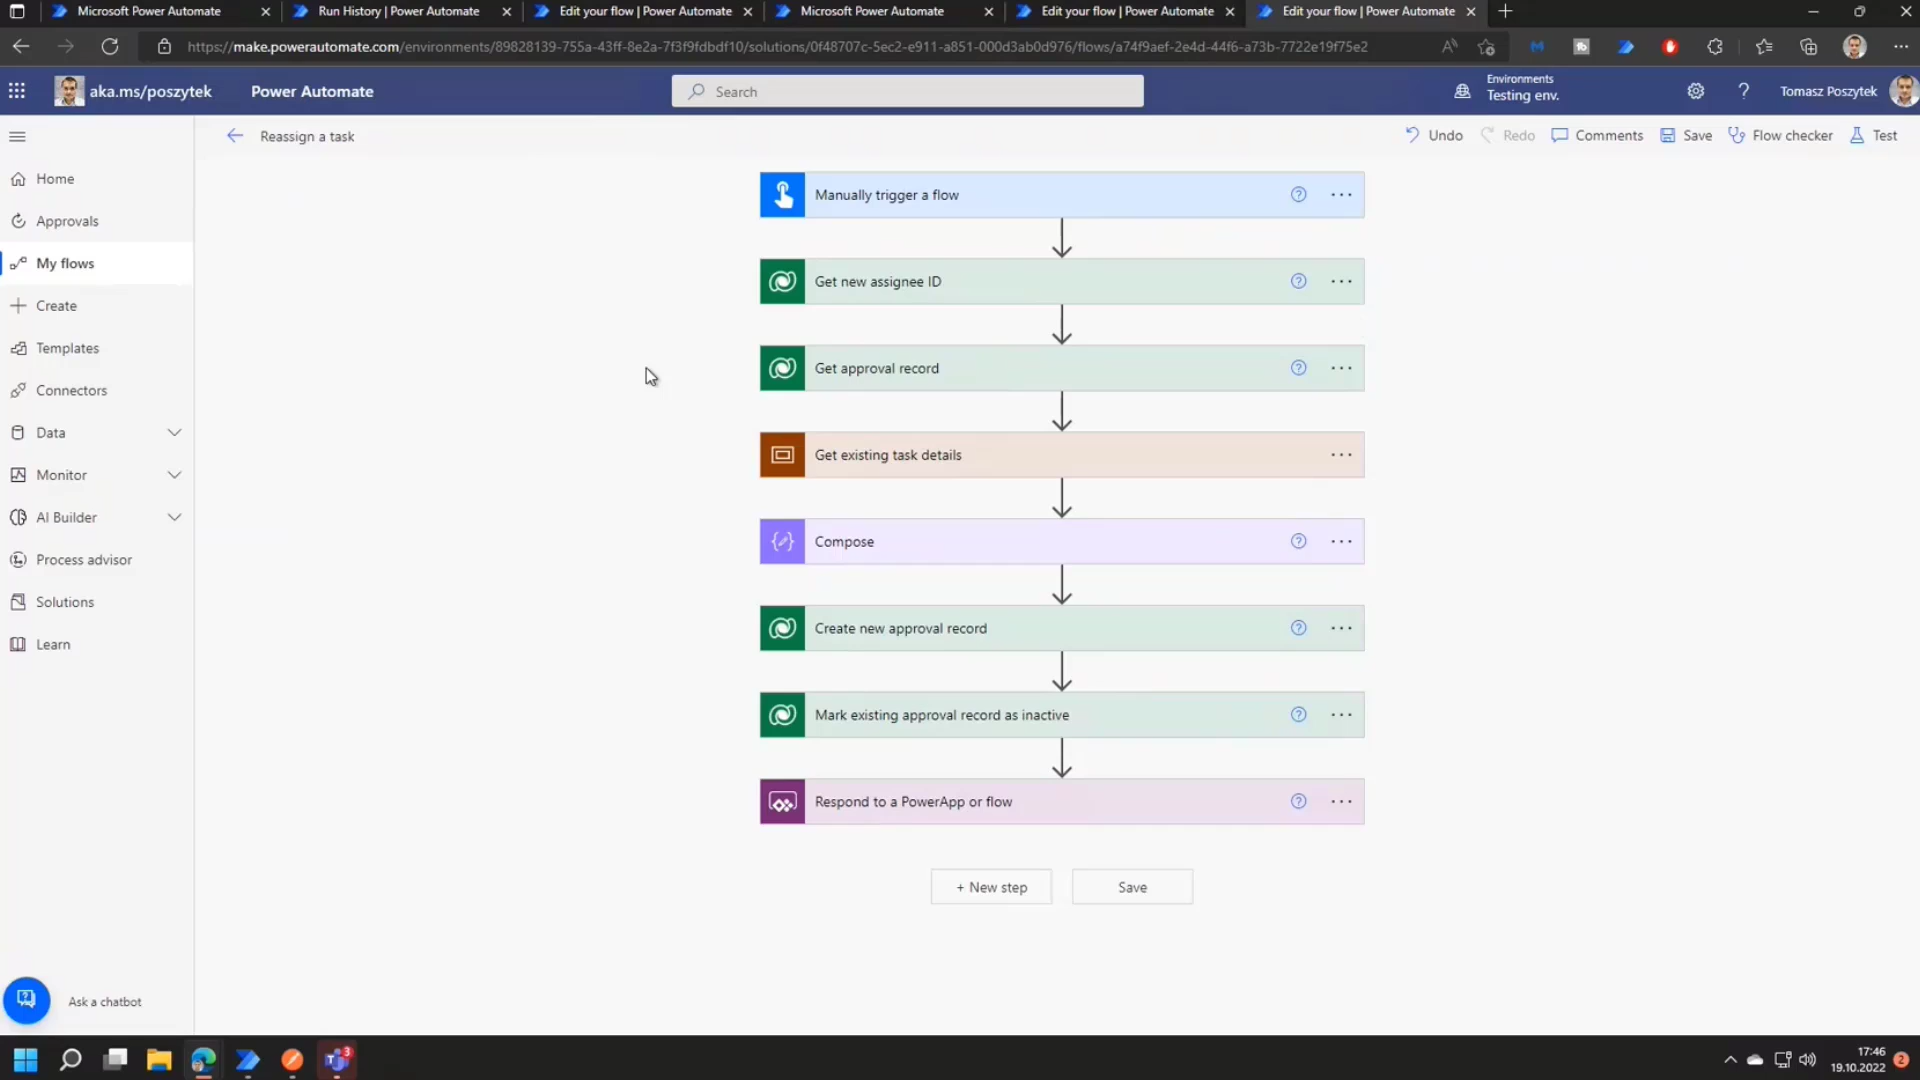 Microsoft Power Automate
Run History | Power Automate
Edit your flow | Power Automate
Microsoft Power Automate
Edit your flow | Power Automate
Edit your flow | Power Automate
https://make.powerautomate.com/environments/89828139-755a-43ff-8e2a-7f3f9fdbdf10/solutions/0f48707c-5ec2-e911-a851-000d3ab0d976/flows/a74f9aef-2e4d-44f6-a73b-7722e19f75e2
aka.ms/poszytek
Power Automate
Search
Environments
Testing env.
?
Tomasz Poszytek
Reassign a task
Undo
Redo
Comments
Save
Flow checker
Test
Home
Approvals
My flows
Create
Templates
Connectors
Data
Monitor
AI Builder
Process advisor
Solutions
Learn
Ask a chatbot
Manually trigger a flow
Get new assignee ID
Get approval record
Get existing task details
Compose
Create new approval record
Mark existing approval record as inactive
Respond to a PowerApp or flow
+ New step
Save
3
17:46
19.10.2022
2